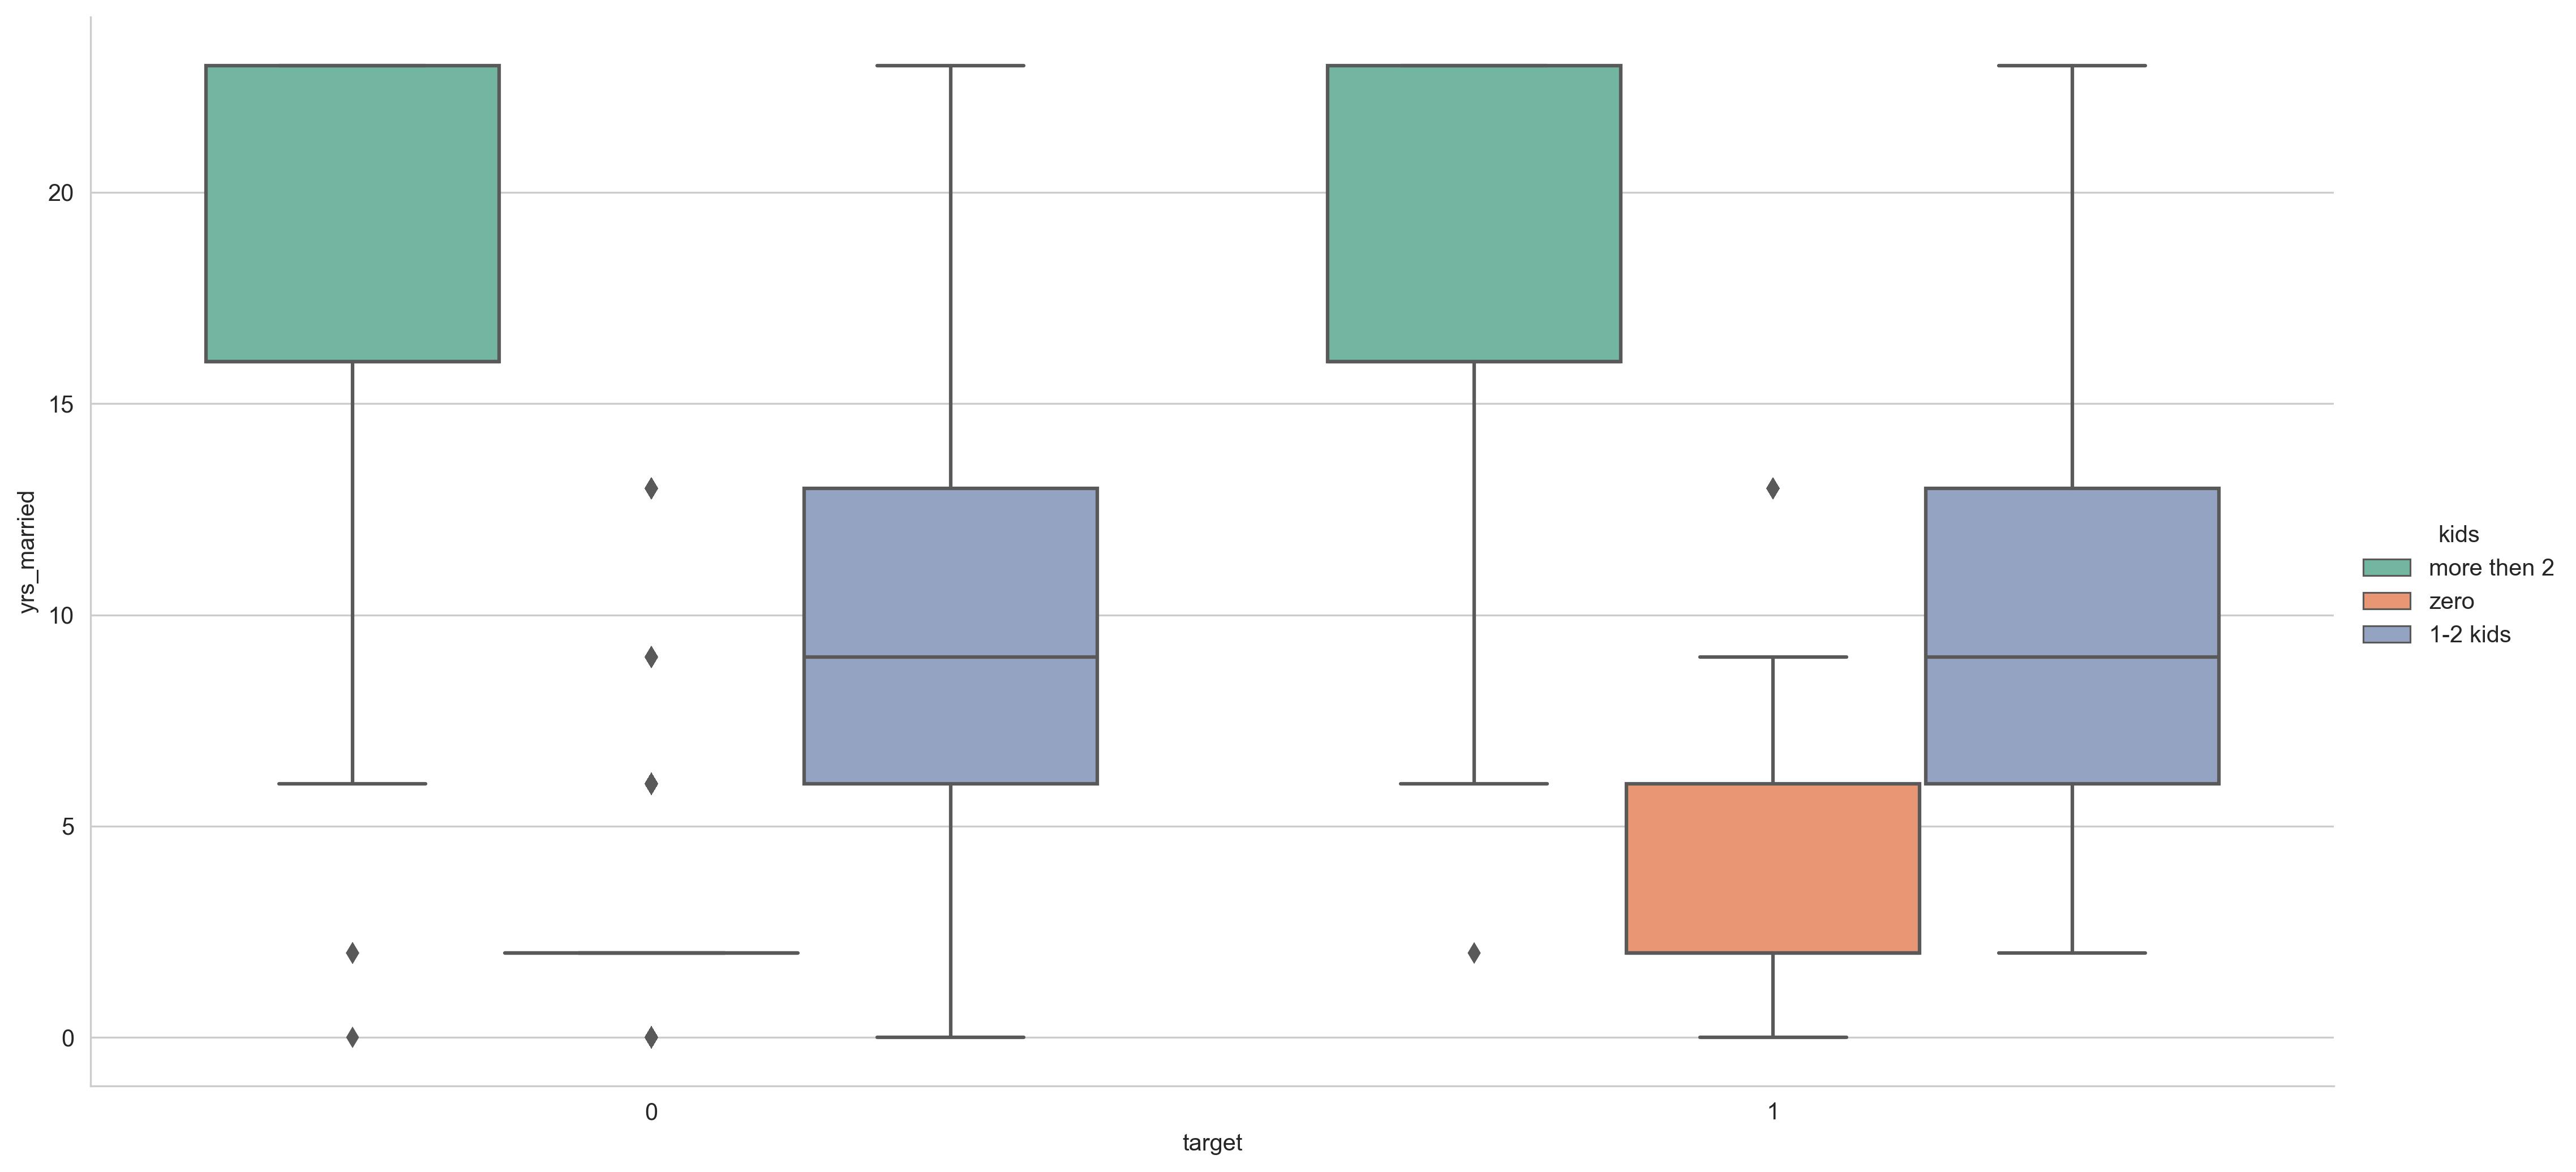 20
15
10
5
0
yrs_married
0
1
target
kids
more then 2
zero
1-2 kids